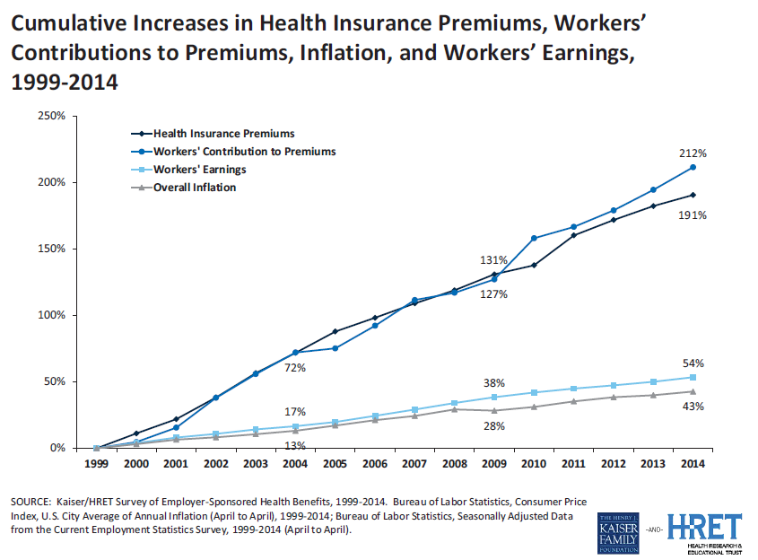 Cumulative Increases in Health Insurance Premiums, Workers’
Contributions to Premiums, Inflation, and Workers’ Earnings,
1999-2014
250%
Health Insurance Premiums
Workers' Contribution to Premiums
Workers' Earnings
Overall Inflation
212%
200%
191%
150%
131%
127%
100%
72%
54%
50%
38%
43%
17%
28%
13%
0%
1999 2000 2001 2002 2003 2004 2005 2006 2007 2008 2009 2010 2011 2012 2013 2014
SOURCE: Kaiser/HRET Survey of Employer-Sponsored Health Benefits, 1999-2014. Bureau of Labor Statistics, Consumer Price
Index, U.S. City Average of Annual Inflation (April to April), 1999-2014; Bureau of Labor Statistics, Seasonally Adjusted Data
from the Current Employment Statistics Survey, 1999-2014 (April to April).
THE HENRY J.
KAISER
FAMILY
FOUNDATION
-AND-
HRET
HEALTH RESEARCH &
EDUCATIONAL TRUST